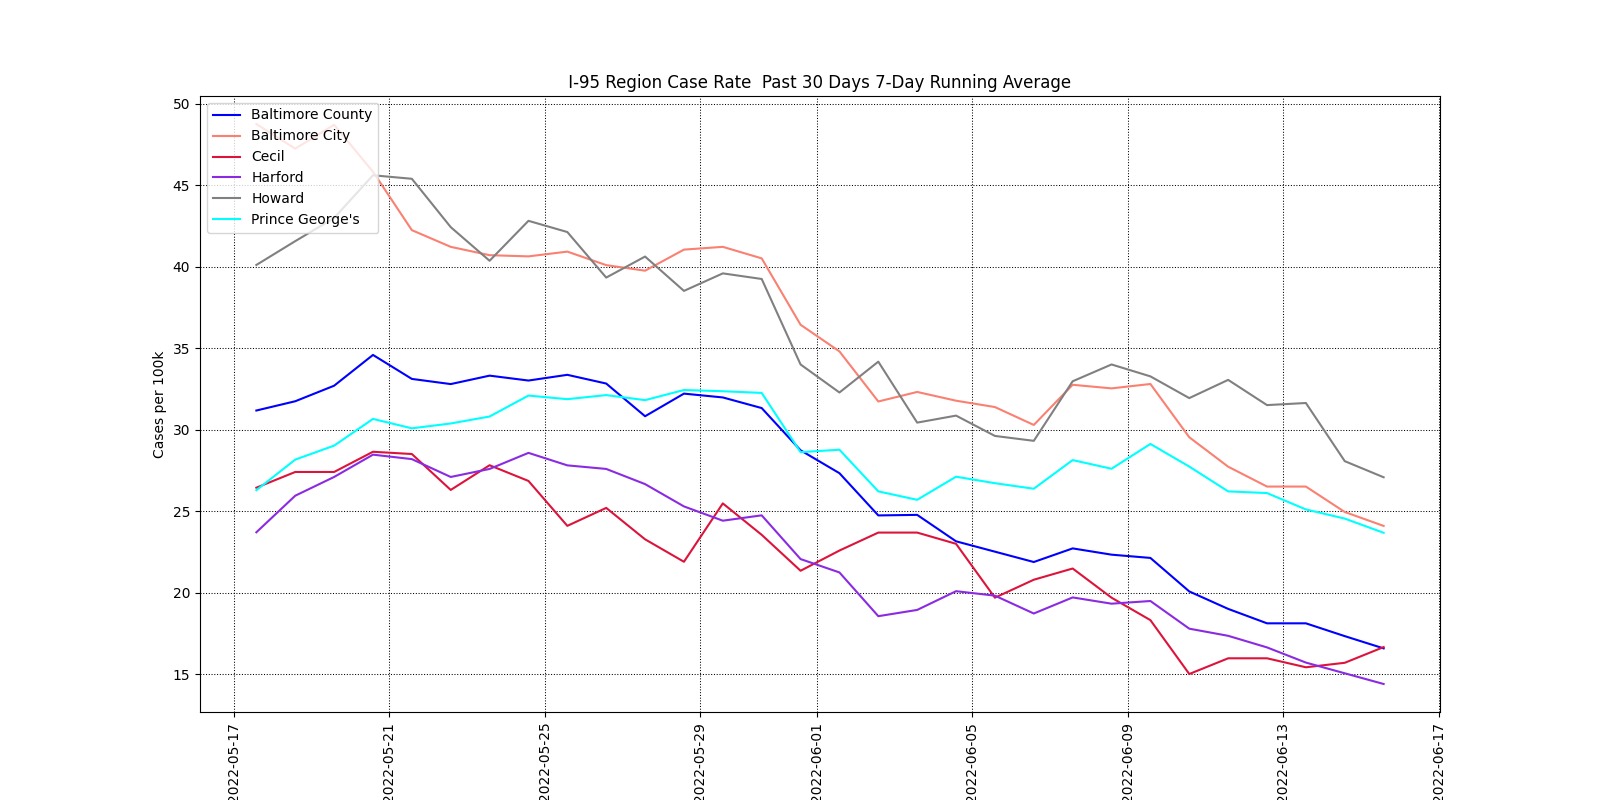 I-95 Region Case Rate  Past 30 Days 7-Day Running Average
Baltimore County
Baltimore City
Cecil
Harford
Howard
Prince George's
Cases per 100k
50
45
40
35
30
25
20
15
2022-05-17
2022-05-21
2022-05-25
2022-05-29
2022-06-01
2022-06-05
2022-06-09
2022-06-13
2022-06-17